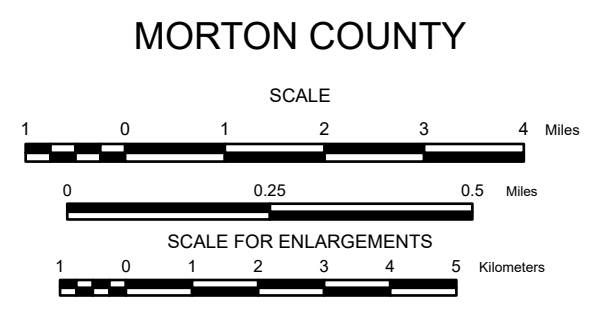 MORTON COUNTY
SCALE
1 0 1 2 3 4 Miles
0 0.25 0.5 Miles
SCALE FOR ENLARGEMENTS
1 0 1 2 3 4 5 Kilometers